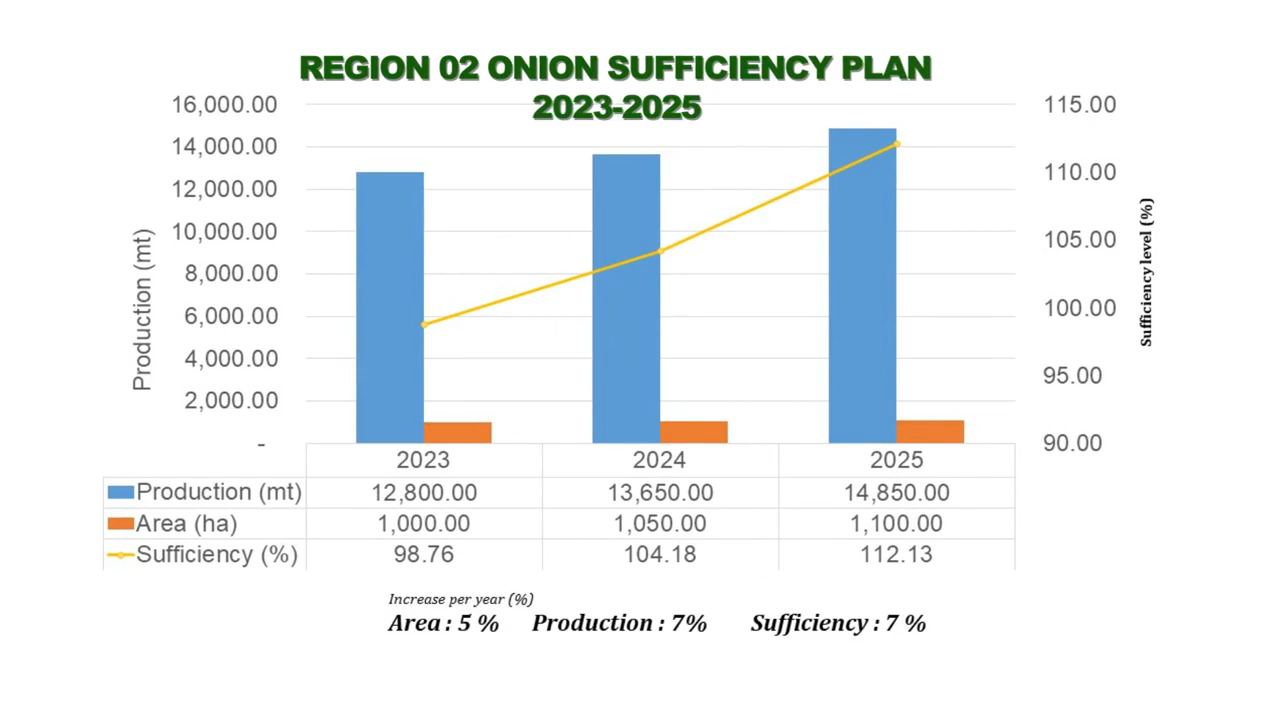 REGION 02 ONION SUFFICIENCY PLAN
2023-2025
16,000.00
14,000.00
12,000.00
10,000.00
8,000.00
6,000.00
4,000.00
2,000.00
-
Production (mt)
115.00
110.00
105.00
100.00
95.00
90.00
Sufficiency level (%)
2023 2024 2025
Production (mt) 12,800.00 13,650.00 14,850.00
Area (ha) 1,000.00 1,050.00 1,100.00
Sufficiency (%) 98.76 104.18 112.13
Increase per year (%)
Area : 5 % Production : 7% Sufficiency : 7 %